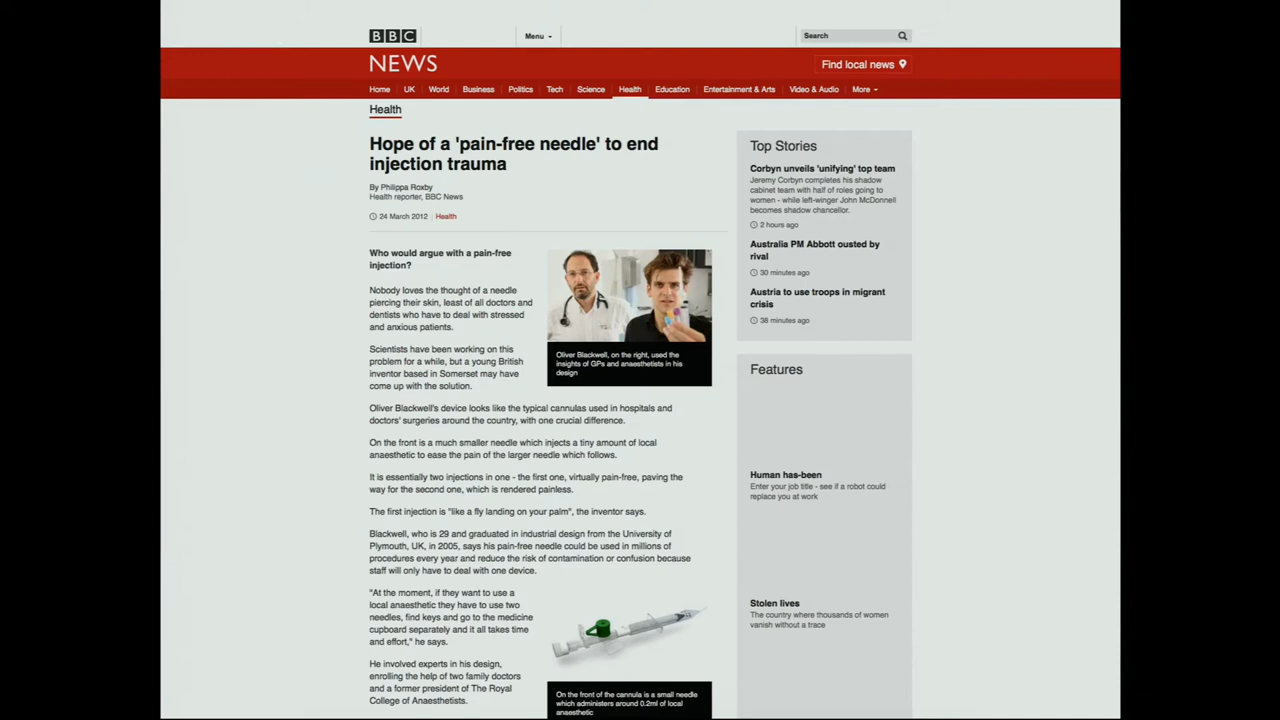 BBC
Menu
Search
NEWS
Find local news
Home UK World Business Politics Tech Science Health Education Entertainment & Arts Video & Audio More
Health
Hope of a 'pain-free needle' to end
injection trauma
By Philippa Roxby
Health reporter, BBC News
24 March 2012 Health
Who would argue with a pain-free
injection?
Nobody loves the thought of a needle
piercing their skin, least of all doctors and
dentists who have to deal with stressed
and anxious patients.
Scientists have been working on this
problem for a while, but a young British
inventor based in Somerset may have
come up with the solution.
Oliver Blackwell, on the right, used the
insights of GPs and anaesthetists in his
design
Oliver Blackwell's device looks like the typical cannulas used in hospitals and
doctors' surgeries around the country, with one crucial difference.
On the front is a much smaller needle which injects a tiny amount of local
anaesthetic to ease the pain of the larger needle which follows.
It is essentially two injections in one - the first one, virtually pain-free, paving the
way for the second one, which is rendered painless.
The first injection is "like a fly landing on your palm", the inventor says.
Blackwell, who is 29 and graduated in industrial design from the University of
Plymouth, UK, in 2005, says his pain-free needle could be used in millions of
procedures every year and reduce the risk of contamination or confusion because
staff will only have to deal with one device.
"At the moment, if they want to use a
local anaesthetic they have to use two
needles, find keys and go to the medicine
cupboard separately and it all takes time
and effort," he says.
He involved experts in his design,
enrolling the help of two family doctors
and a former president of The Royal
College of Anaesthetists.
On the front of the cannula is a small needle
which administers around 0.2ml of local
anaesthetic
Top Stories
Corbyn unveils 'unifying' top team
Jeremy Corbyn completes his shadow
cabinet team with half of roles going to
women - while left-winger John McDonnell
becomes shadow chancellor.
2 hours ago
Australia PM Abbott ousted by
rival
30 minutes ago
Austria to use troops in migrant
crisis
38 minutes ago
Features
Human has-been
Enter your job title - see if a robot could
replace you at work
Stolen lives
The country where thousands of women
vanish without a trace